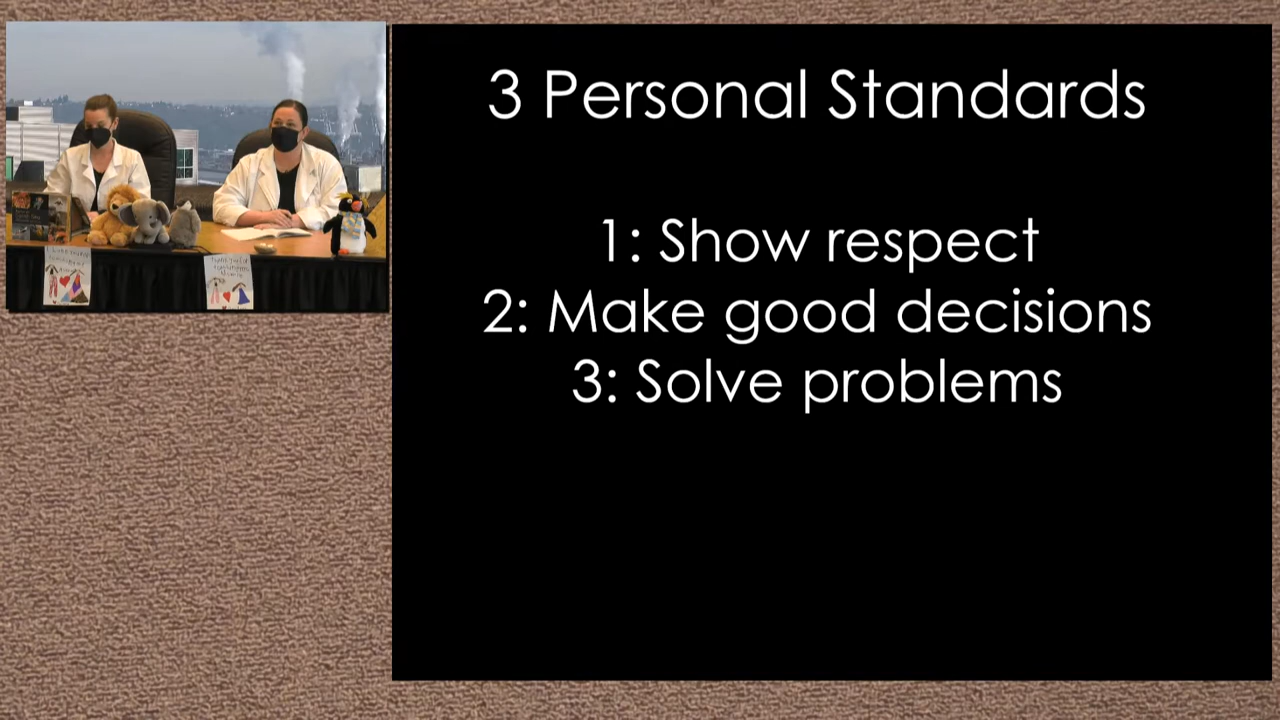 3 Personal Standards
1: Show respect
2: Make good decisions
3: Solve problems